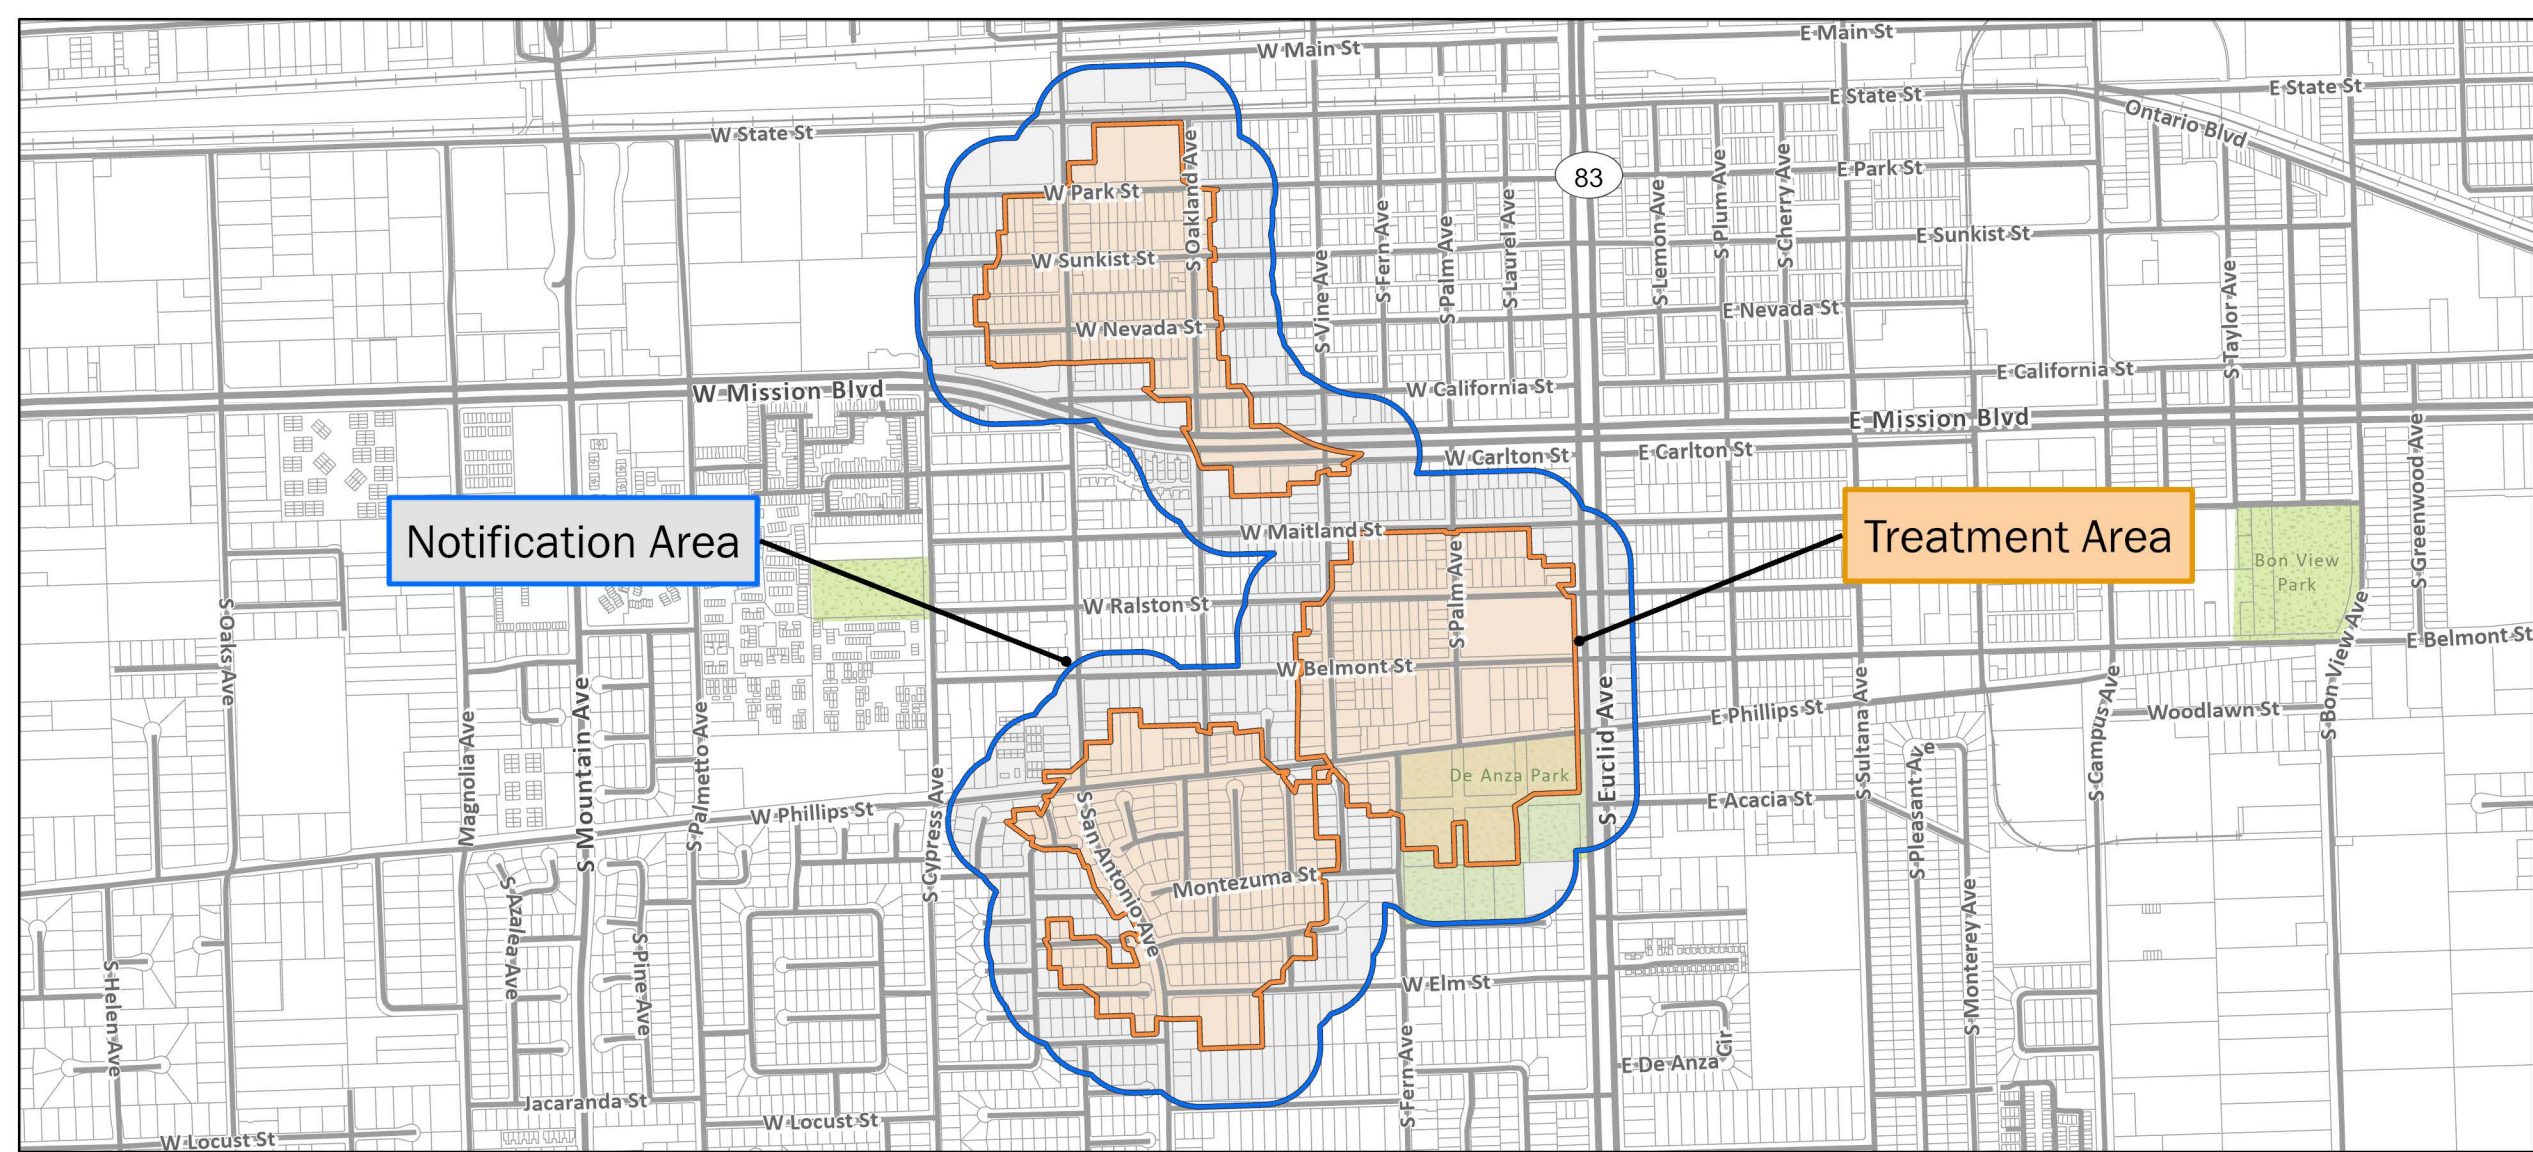 W Main St
E Main St
E State St
E State St
Ontario Blvd
W State St
S Oakland Ave
83
E Park St
W Park St
S Lemon Ave
S Plum Ave
S Cherry Ave
S Fern Ave
S Palm Ave
S Laurel Ave
E Sunkist St
W Sunkist St
S Vine Ave
S Taylor Ave
E Nevada St
W Nevada St
E California St
W California St
W Mission Blvd
E Mission Blvd
S Greenwood Ave
W Carlton St
E Carlton St
Notification Area
Treatment Area
W Maitland St
S Palm Ave
Bon View
Park
W Ralston St
S Oaks Ave
E Belmont St
W Belmont St
S Bon View Ave
S Mountain Ave
Magnolia Ave
S Palmetto Ave
S Euclid Ave
S Sultana Ave
S Campus Ave
E Phillips St
Woodlawn St
S Pleasant Ave
De Anza Park
S Cypress Ave
W Phillips St
E Acacia St
S San Antonio Ave
Montezuma St
S Azalea Ave
S Pine Ave
S Helen Ave
S Monterey Ave
W Elm St
S Fern Ave
E De Anza Cir
Jacaranda St
W Locust St
W Locust St